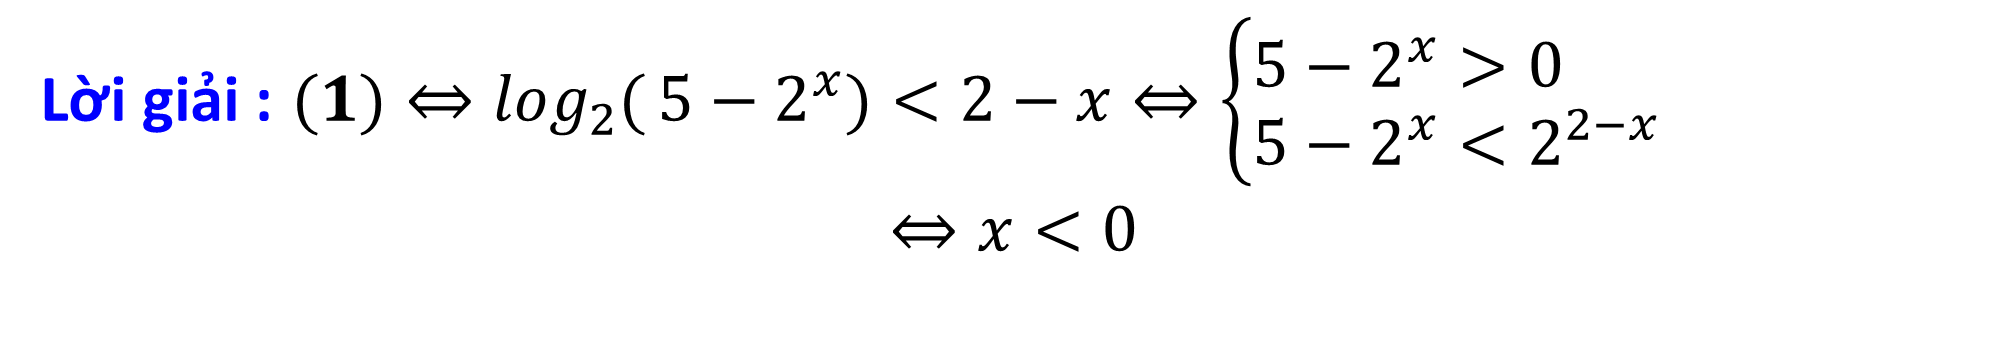 Lời giải : (1) ⇔ log₂( 5 − 2ˣ) < 2 − x ⇔ { 5 − 2ˣ > 0
5 − 2ˣ < 2²⁻ˣ
⇔ x < 0